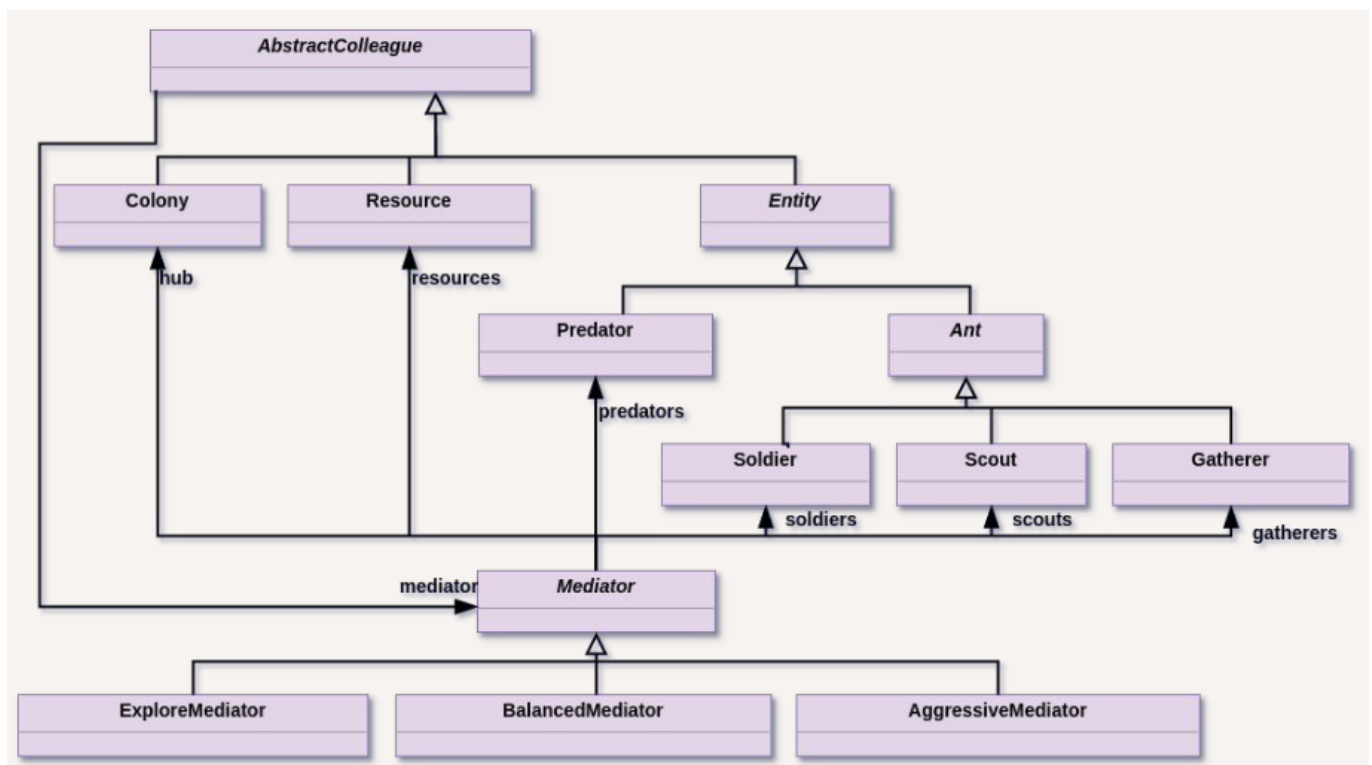 AbstractColleague
Colony
Resource
Entity
hub
resources
Predator
Ant
predators
Soldier
Scout
Gatherer
soldiers
scouts
gatherers
mediator
Mediator
ExploreMediator
BalancedMediator
AggressiveMediator